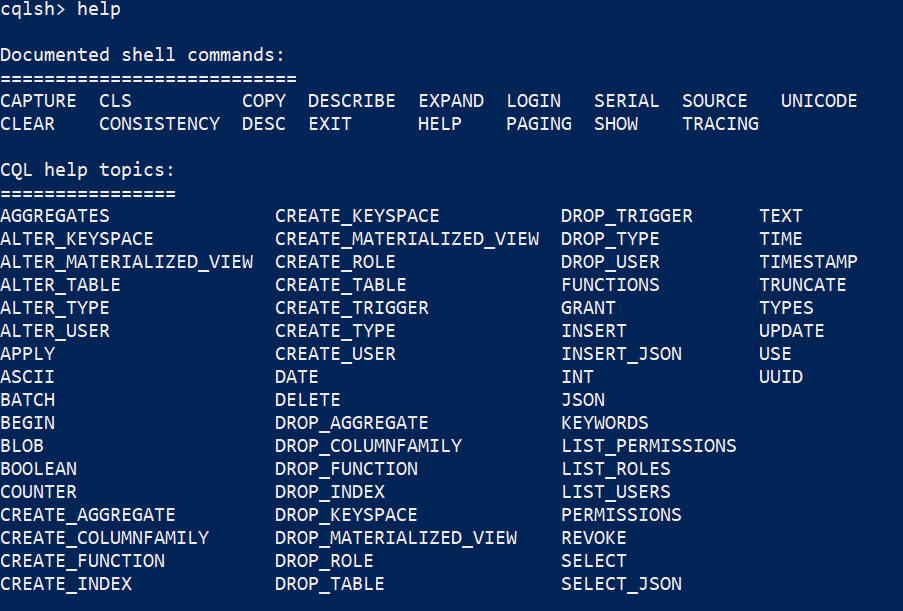 cqlsh> help
Documented shell commands:
===========================
CAPTURE  CLS          COPY  DESCRIBE  EXPAND  LOGIN   SERIAL  SOURCE   UNICODE
CLEAR    CONSISTENCY  DESC  EXIT      HELP    PAGING  SHOW    TRACING
CQL help topics:
================
AGGREGATES               CREATE_KEYSPACE           DROP_TRIGGER      TEXT
ALTER_KEYSPACE           CREATE_MATERIALIZED_VIEW  DROP_TYPE         TIME
ALTER_MATERIALIZED_VIEW  CREATE_ROLE               DROP_USER         TIMESTAMP
ALTER_TABLE              CREATE_TABLE              FUNCTIONS         TRUNCATE
ALTER_TYPE               CREATE_TRIGGER            GRANT             TYPES
ALTER_USER               CREATE_TYPE               INSERT            UPDATE
APPLY                    CREATE_USER               INSERT_JSON       USE
ASCII                    DATE                      INT               UUID
BATCH                    DELETE                    JSON
BEGIN                    DROP_AGGREGATE            KEYWORDS
BLOB                     DROP_COLUMNFAMILY         LIST_PERMISSIONS
BOOLEAN                  DROP_FUNCTION             LIST_ROLES
COUNTER                  DROP_INDEX                LIST_USERS
CREATE_AGGREGATE         DROP_KEYSPACE             PERMISSIONS
CREATE_COLUMNFAMILY      DROP_MATERIALIZED_VIEW    REVOKE
CREATE_FUNCTION          DROP_ROLE                 SELECT
CREATE_INDEX             DROP_TABLE                SELECT_JSON